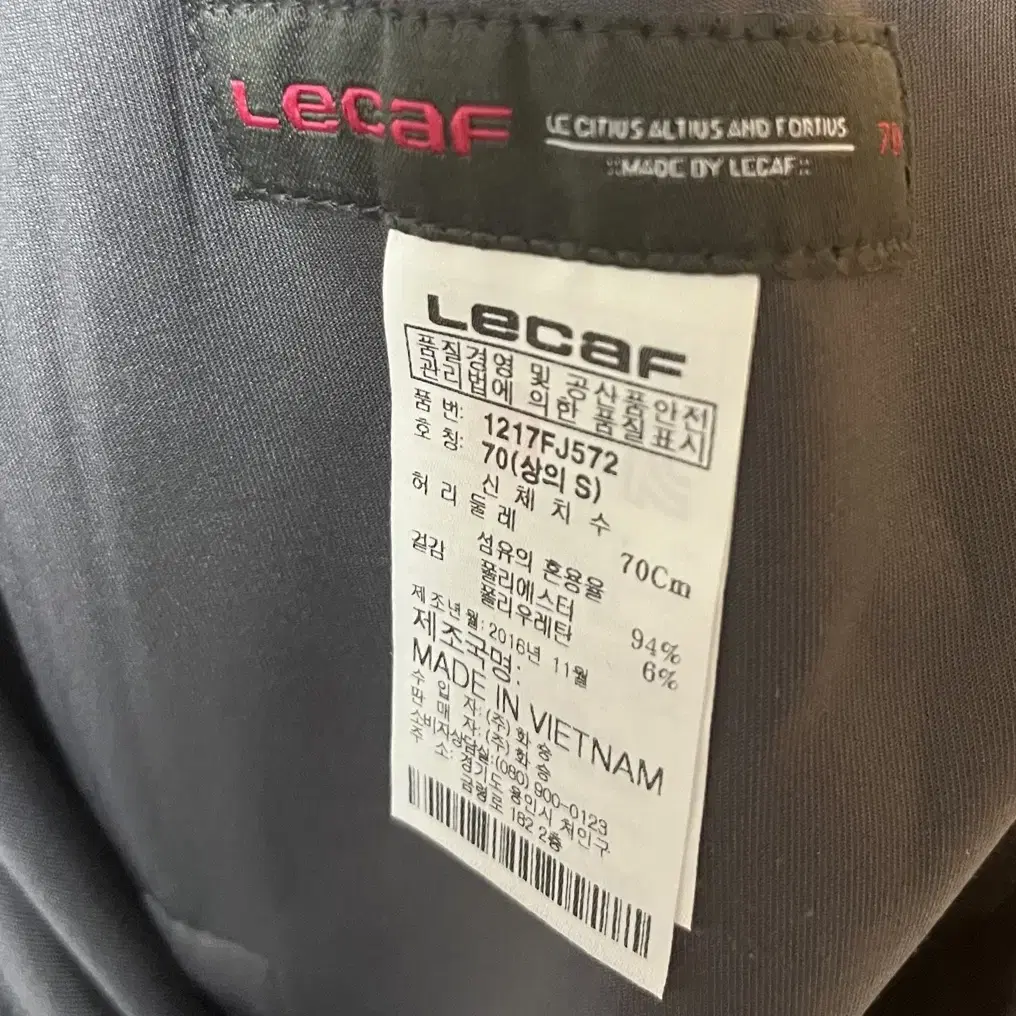 Lecaf
LE CITIUS ALTIUS AND FORTIUS
::MADE BY LECAF::
70
Lecaf
품질경영 및 공산품안전
관리법에 의한 품질표시
품 번: 1217FJ572
호 칭: 70(상의 S)
신 체 치 수
허 리 둘 레 70Cm
섬유의 혼용율
겉감 폴리에스터 94%
폴리우레탄 6%
제조년월: 2016년 11월
제조국명:
MADE IN VIETNAM
수 입 자: (주) 화 승
판 매 자: (주) 화 승
소비자상담실: (080) 900-0123
주 소: 경기도 용인시 처인구
금령로 182 2층